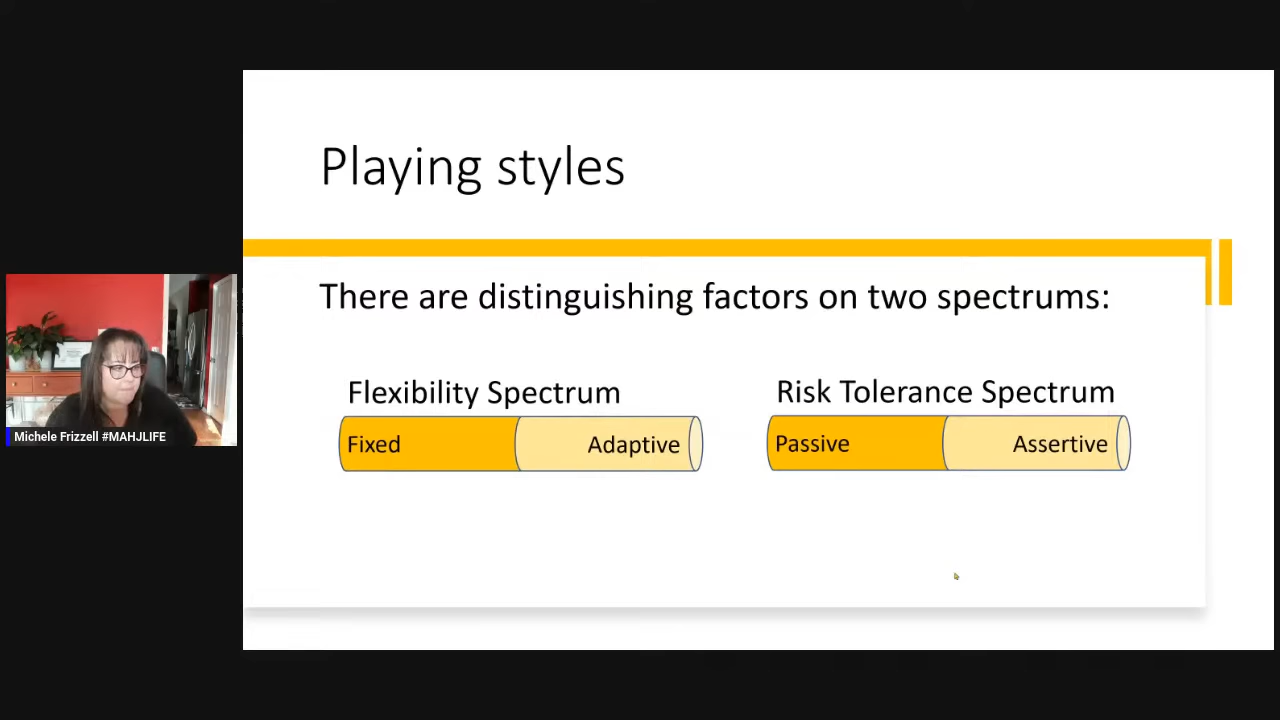 Playing styles
There are distinguishing factors on two spectrums:
Flexibility Spectrum
Risk Tolerance Spectrum
Fixed
Adaptive
Passive
Assertive
Michele Frizzell #MAHJLIFE